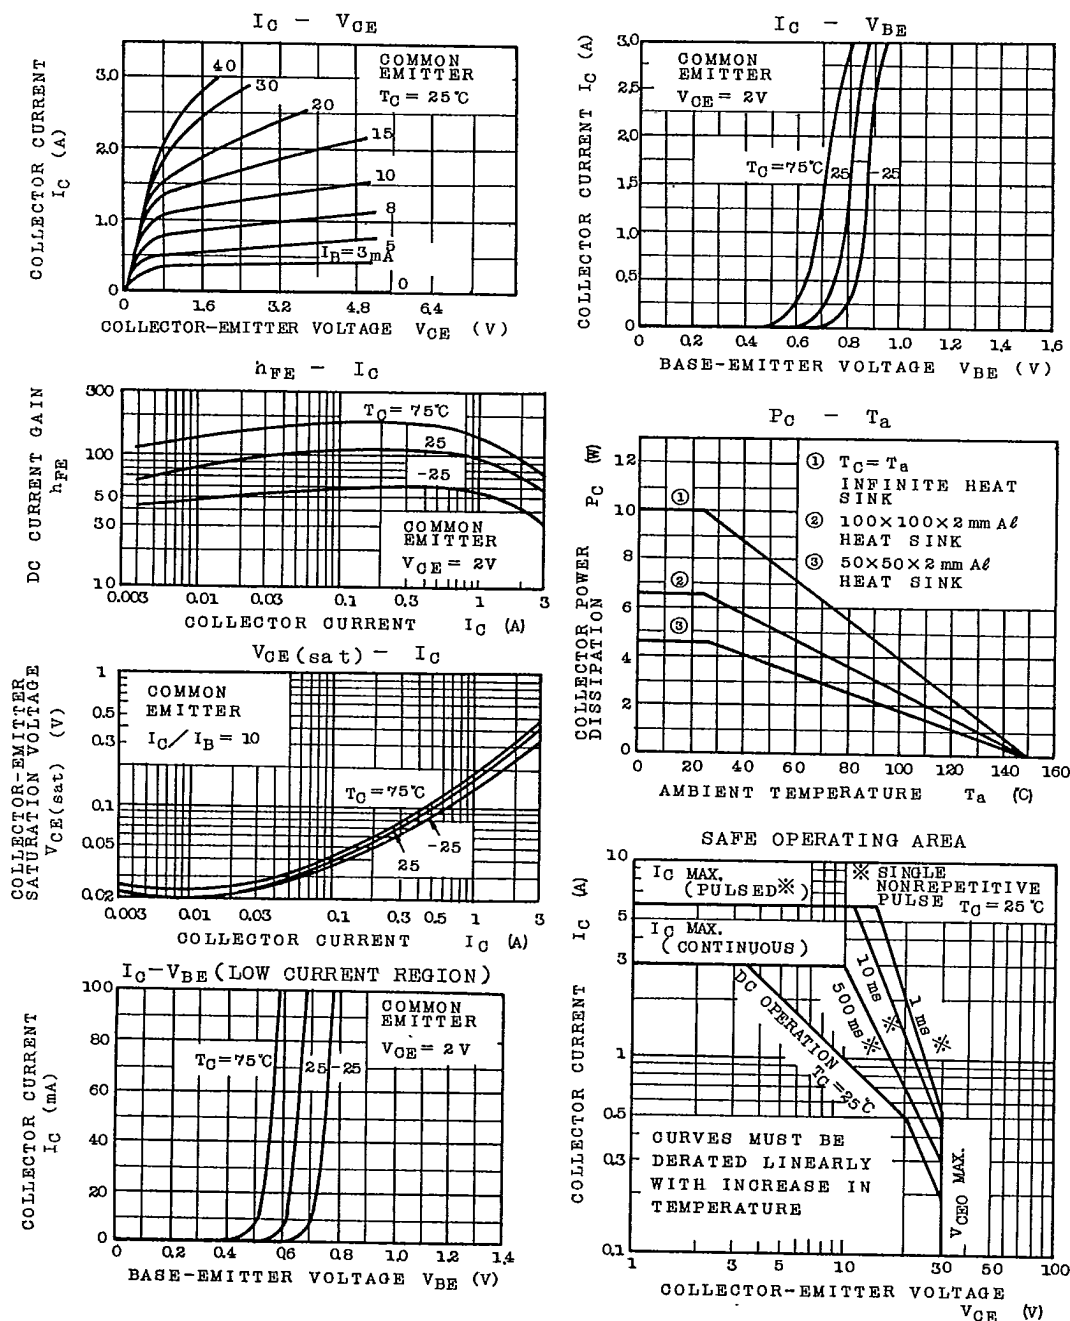 IC – VCE
COLLECTOR CURRENT
IC (A)
3.0
2.0
1.0
0
40
30
20
15
10
8
5
IB=3mA
0
COMMON
EMITTER
TC=25℃
0 1.6 3.2 4.8 6.4
COLLECTOR-EMITTER VOLTAGE VCE (V)
hFE – IC
DC CURRENT GAIN
hFE
300
100
50
30
10
TC=75℃
25
-25
COMMON
EMITTER
VCE=2V
0.003 0.01 0.03 0.1 0.3 1 3
COLLECTOR CURRENT IC (A)
VCE(sat) – IC
COLLECTOR-EMITTER
SATURATION VOLTAGE
VCE(sat) (V)
1
0.5
0.3
0.1
0.05
0.02
COMMON
EMITTER
IC/IB=10
TC=75℃
25
-25
0.003 0.01 0.03 0.1 0.3 0.5 1 3
COLLECTOR CURRENT IC (A)
IC–VBE (LOW CURRENT REGION)
COLLECTOR CURRENT
IC (mA)
100
80
60
40
20
0
TC=75℃ 25 -25
COMMON
EMITTER
VCE=2V
0 0.2 0.4 0.6 0.8 1.0 1.2 1.4
BASE-EMITTER VOLTAGE VBE (V)
IC – VBE
COLLECTOR CURRENT IC (A)
3.0
2.5
2.0
1.5
1.0
0.5
0
COMMON
EMITTER
VCE=2V
TC=75℃ 25 -25
0 0.2 0.4 0.6 0.8 1.0 1.2 1.4 1.6
BASE-EMITTER VOLTAGE VBE (V)
PC – Ta
COLLECTOR POWER
DISSIPATION
PC (W)
12
10
8
6
4
2
0
①
②
③
① TC=Ta
INFINITE HEAT
SINK
② 100×100×2mm Aℓ
HEAT SINK
③ 50×50×2mm Aℓ
HEAT SINK
0 20 40 60 80 100 120 140 160
AMBIENT TEMPERATURE Ta (℃)
SAFE OPERATING AREA
COLLECTOR CURRENT IC (A)
10
5
3
1
0.5
0.3
0.1
IC MAX.
(PULSED※)
IC MAX.
(CONTINUOUS)
※ SINGLE
NONREPETITIVE
PULSE TC=25℃
1 ms ※
10 ms ※
500 ms ※
DC OPERATION
TC=25℃
CURVES MUST BE
DERATED LINEARLY
WITH INCREASE IN
TEMPERATURE
VCEO MAX.
1 3 5 10 30 50 100
COLLECTOR-EMITTER VOLTAGE
VCE (V)